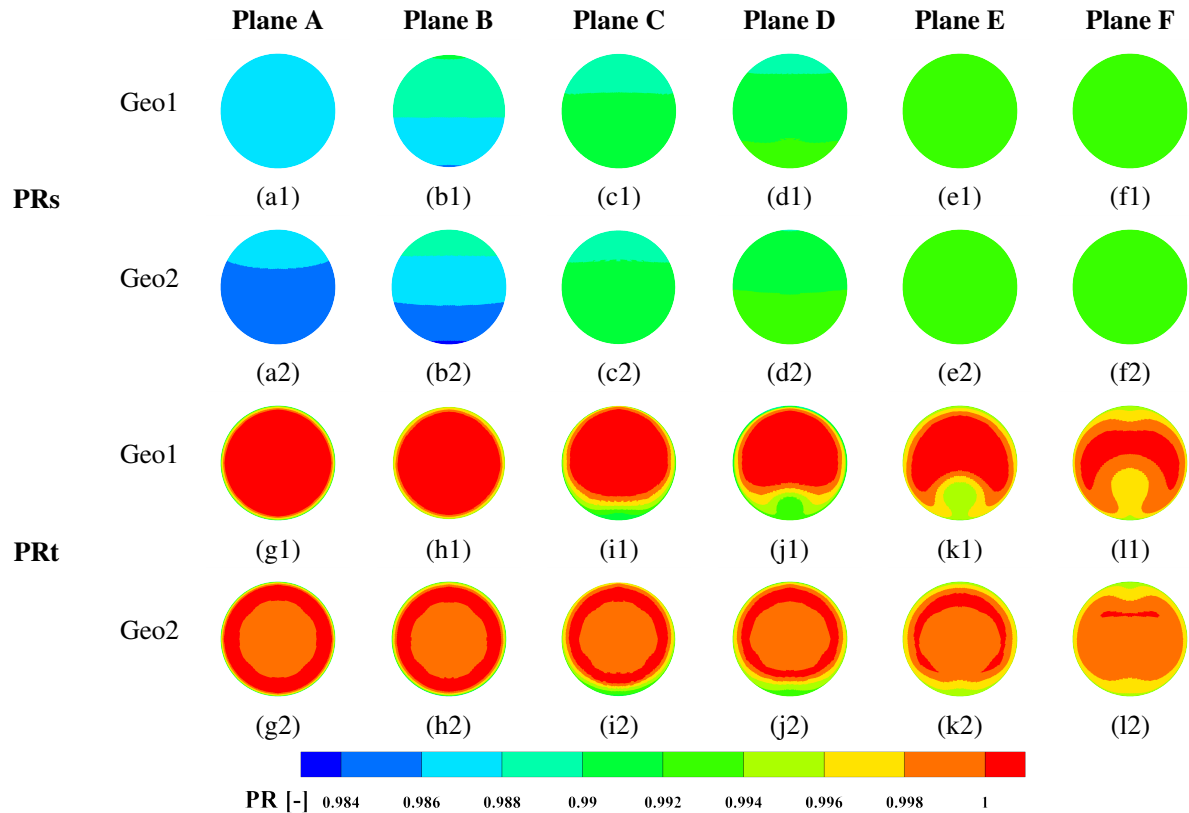 Plane A Plane B Plane C Plane D Plane E Plane F
Geo1
(a1) (b1) (c1) (d1) (e1) (f1)
PRs
Geo2
(a2) (b2) (c2) (d2) (e2) (f2)
Geo1
(g1) (h1) (i1) (j1) (k1) (l1)
PRt
Geo2
(g2) (h2) (i2) (j2) (k2) (l2)
PR [-] 0.984 0.986 0.988 0.99 0.992 0.994 0.996 0.998 1